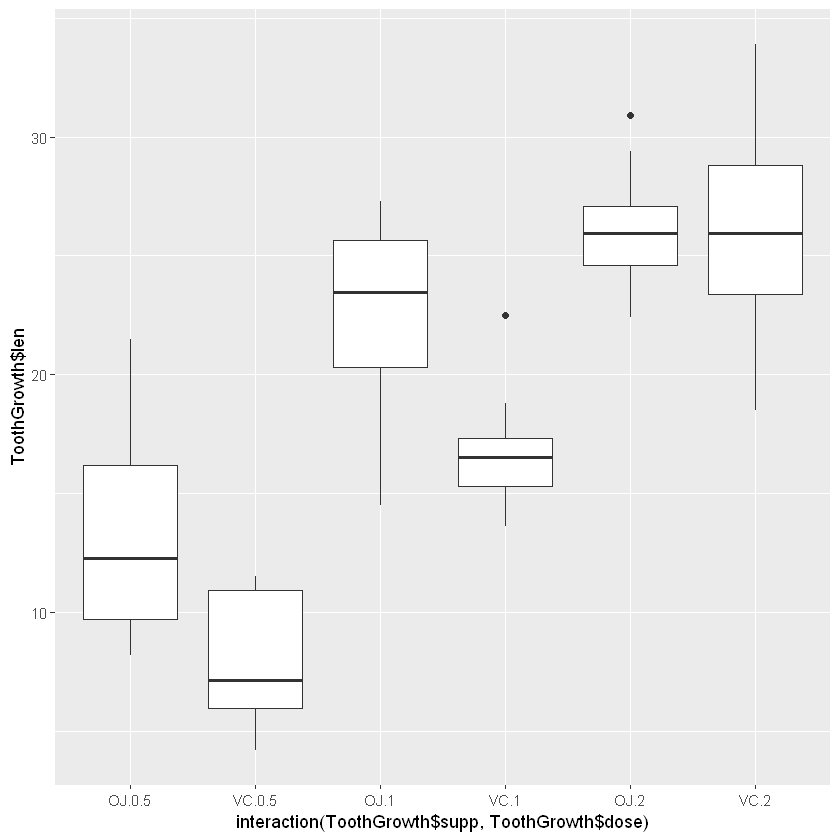 ToothGrowth$len
30
20
10
OJ.0.5 VC.0.5 OJ.1 VC.1 OJ.2 VC.2
interaction(ToothGrowth$supp, ToothGrowth$dose)